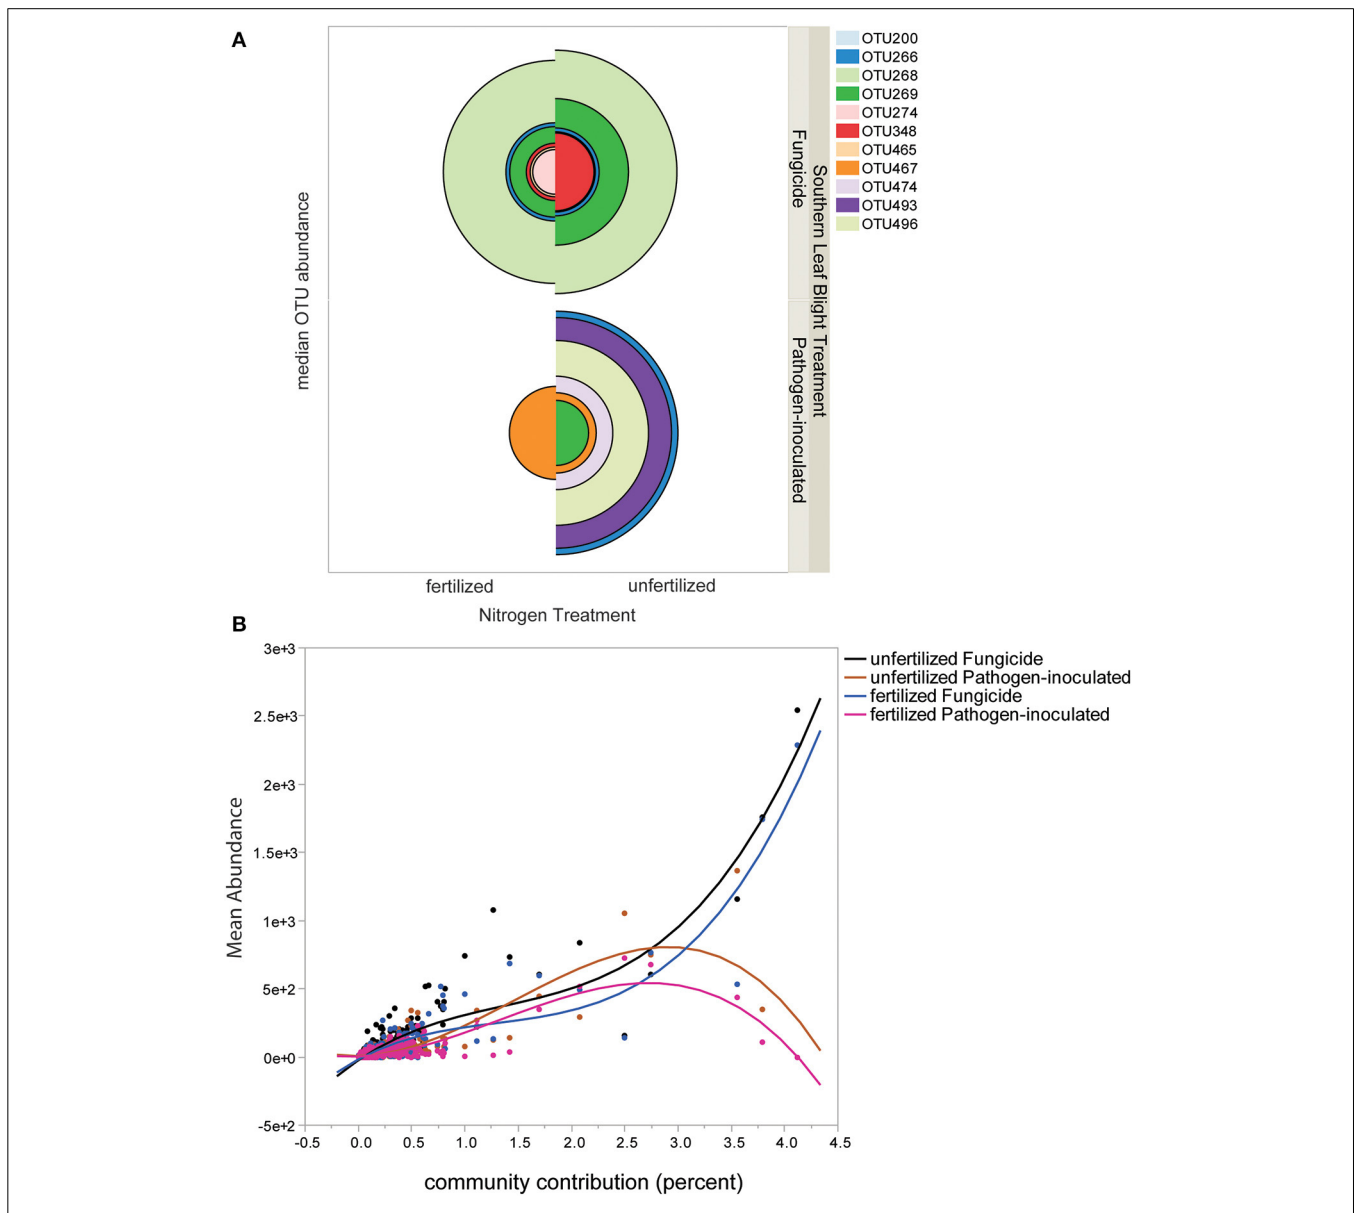 A
OTU200
OTU266
OTU268
OTU269
OTU274
OTU348
OTU465
OTU467
OTU474
OTU493
OTU496
median OTU abundance
Fungicide
Pathogen-inoculated
Southern Leaf Blight Treatment
fertilized
unfertilized
Nitrogen Treatment
B
unfertilized Fungicide
unfertilized Pathogen-inoculated
fertilized Fungicide
fertilized Pathogen-inoculated
Mean Abundance
3e+3
2.5e+3
2e+3
1.5e+3
1e+3
5e+2
0e+0
-5e+2
-0.5 0.0 0.5 1.0 1.5 2.0 2.5 3.0 3.5 4.0 4.5
community contribution (percent)